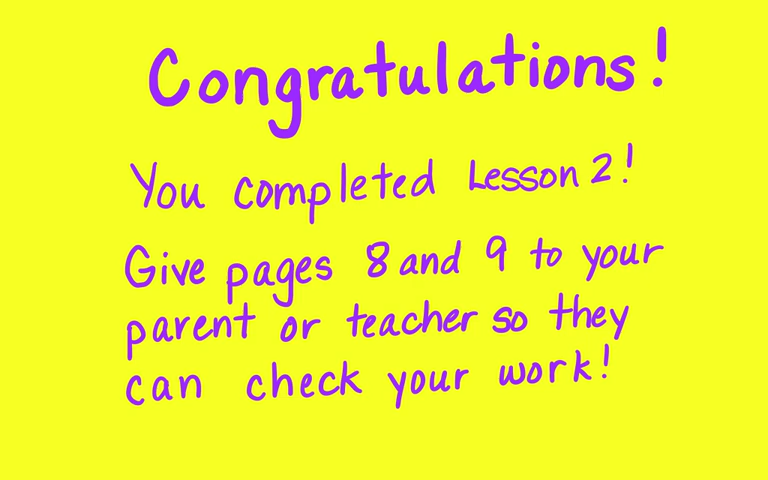 Congratulations!
You completed Lesson 2!
Give pages 8 and 9 to your
parent or teacher so they
can check your work!